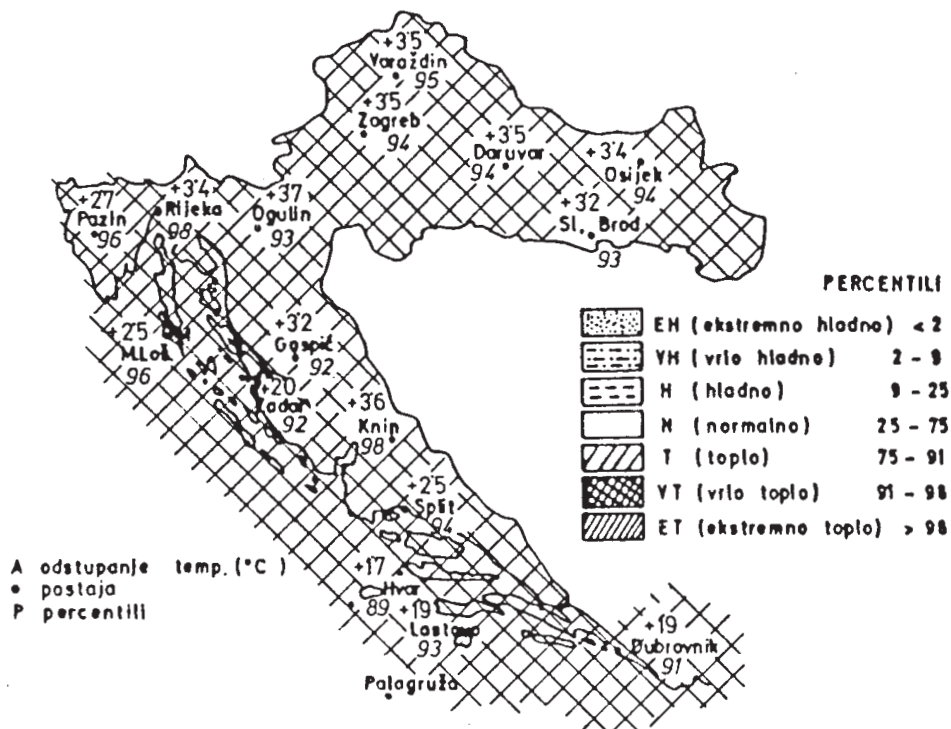 +3.5
Varaždin
95
+3.5
Zagreb
94
+3.5
Daruvar
94
+3.4
Osijek
94
+3.2
Sl. Brod
93
+2.7
Pazin
96
+3.4
Rijeka
98
+3.7
Ogulin
93
+2.5
M.Loš.
96
+3.2
Gospić
92
+2.0
adar
92
+3.6
Knin
98
+2.5
Split
94
+1.7
Hvar
89
+1.9
Lastovo
93
Palagruža
+1.9
Dubrovnik
91
PERCENTILI
EH (ekstremno hladno) < 2
VH (vrlo hladno) 2 - 9
H (hladno) 9 - 25
N (normalno) 25 - 75
T (toplo) 75 - 91
VT (vrlo toplo) 91 - 98
ET (ekstremno toplo) > 98
A odstupanje temp. (°C)
• postaja
P percentili